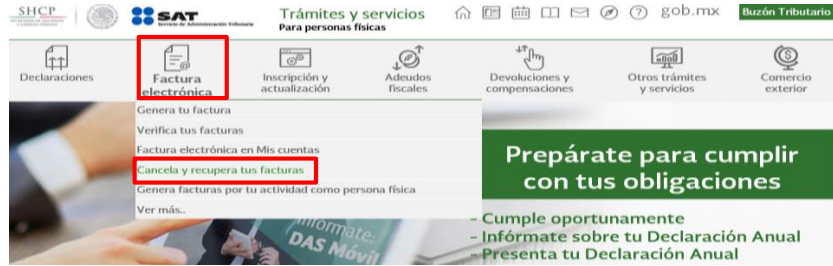 SHCP
SAT
Servicio de Administración Tributaria
Trámites y servicios
Para personas físicas
gob.mx
Buzón Tributario
Declaraciones
Factura electrónica
Inscripción y actualización
Adeudos fiscales
Devoluciones y compensaciones
Otros trámites y servicios
Comercio exterior
Genera tu factura
Verifica tus facturas
Factura electrónica en Mis cuentas
Cancela y recupera tus facturas
Genera facturas por tu actividad como persona física
Ver más..
Infórmate:
DAS Móvil
Prepárate para cumplir
con tus obligaciones
- Cumple oportunamente
- Infórmate sobre tu Declaración Anual
- Presenta tu Declaración Anual